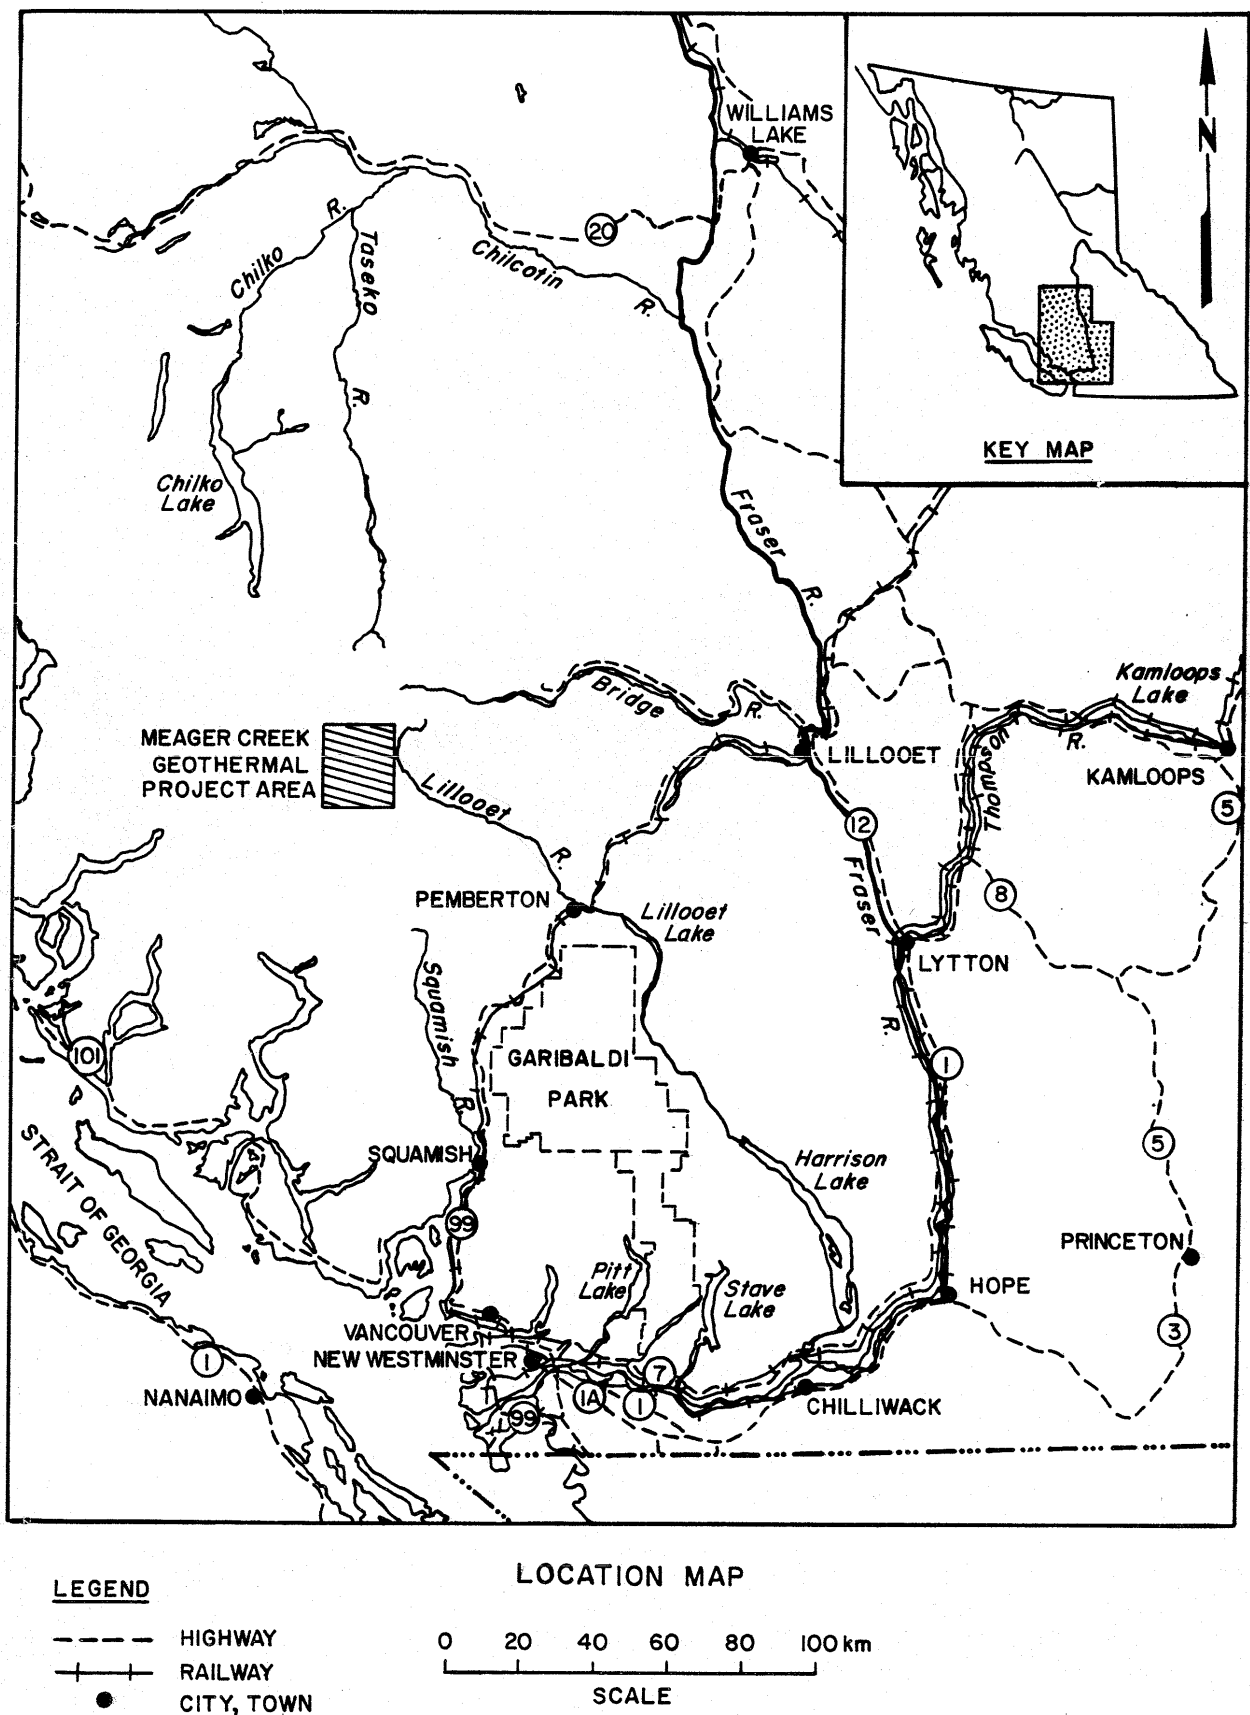 WILLIAMS
LAKE
N
20
Chilko
R.
Taseko
R.
Chilcotin
R.
KEY MAP
Chilko
Lake
Fraser
R.
Kamloops
Lake
Bridge
R.
Thompson
R.
MEAGER CREEK
GEOTHERMAL
PROJECT AREA
LILLOOET
KAMLOOPS
5
Lillooet
R.
12
Fraser
R.
8
PEMBERTON
Lillooet
Lake
LYTTON
Squamish
R.
101
GARIBALDI
PARK
1
STRAIT OF GEORGIA
SQUAMISH
5
Harrison
Lake
99
PRINCETON
Pitt
Lake
Stave
Lake
HOPE
VANCOUVER
NEW WESTMINSTER
3
1
7
NANAIMO
1A
1
99
CHILLIWACK
LOCATION MAP
LEGEND
HIGHWAY
RAILWAY
CITY, TOWN
0 20 40 60 80 100 km
SCALE